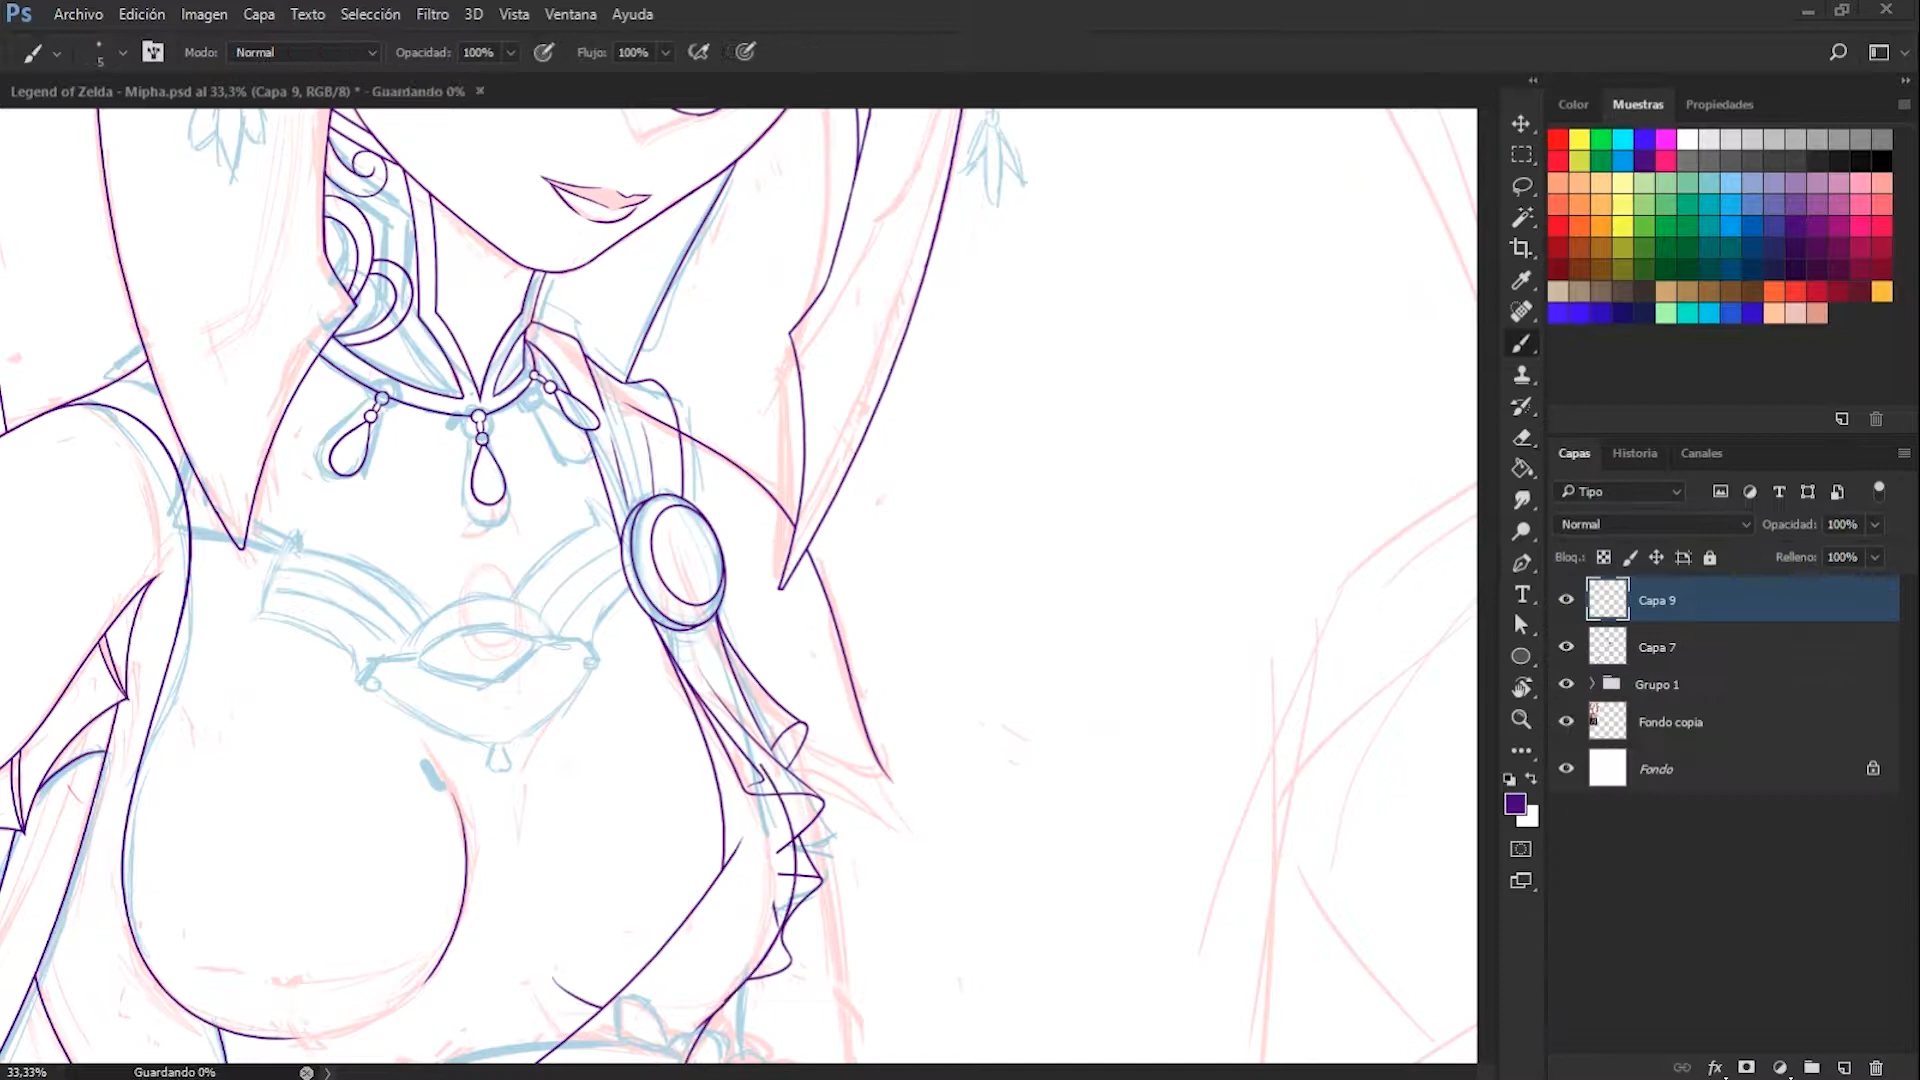 Ps Archivo Edición Imagen Capa Texto Selección Filtro 3D Vista Ventana Ayuda
5 Modo: Normal Opacidad: 100% Flujo: 100%
Legend of Zelda - Mipha.psd al 33,3% (Capa 9, RGB/8) * - Guardando 0% ×
Color Muestras Propiedades
Capas Historia Canales
Tipo
Normal Opacidad: 100%
Bloq.: Relleno: 100%
Capa 9
Capa 7
Grupo 1
Fondo copia
Fondo
33,33% Guardando 0%